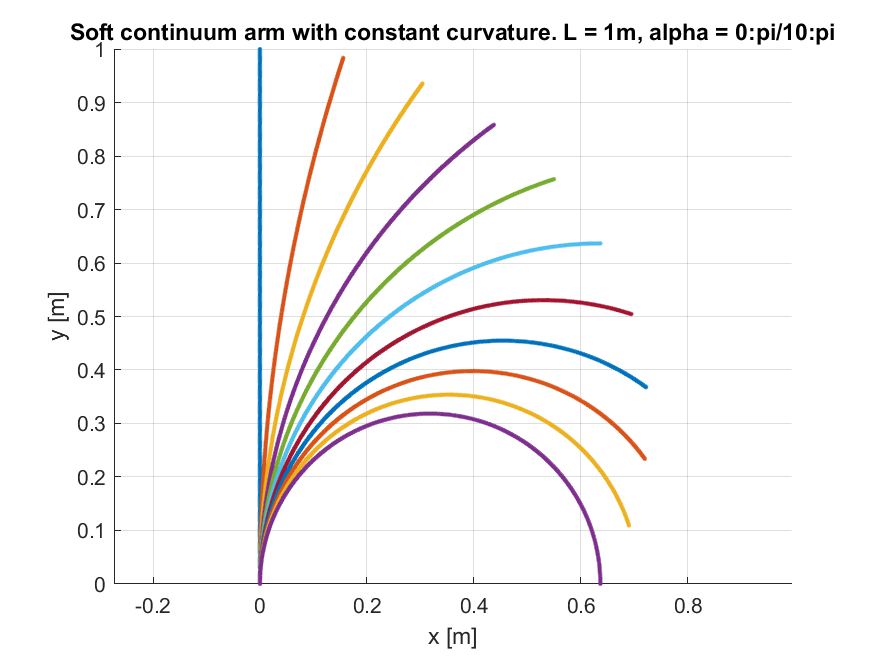 Soft continuum arm with constant curvature. L = 1m, alpha = 0:pi/10:pi
1
0.9
0.8
0.7
0.6
0.5
0.4
0.3
0.2
0.1
0
y [m]
-0.2 0 0.2 0.4 0.6 0.8
x [m]